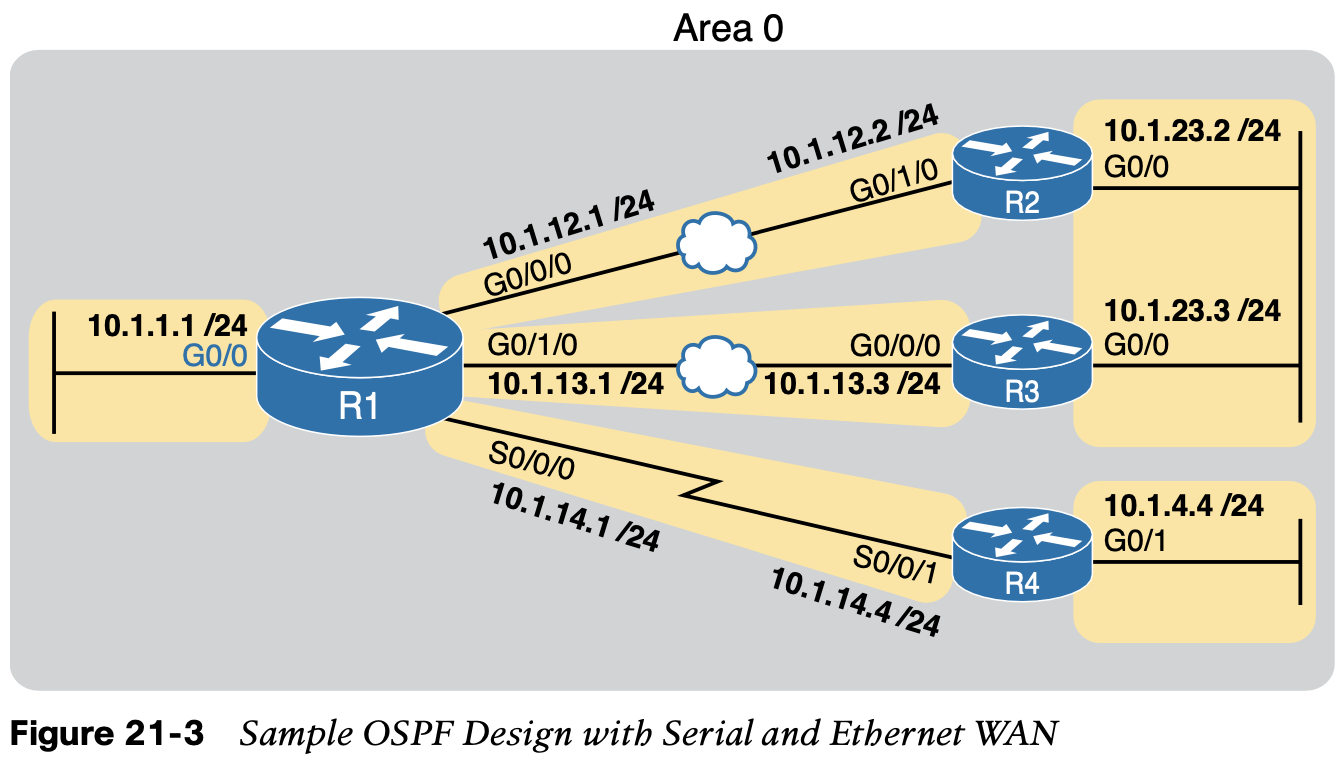 Area 0
10.1.1.1 /24
G0/0
R1
10.1.12.1 /24
G0/0/0
10.1.12.2 /24
G0/1/0
R2
10.1.23.2 /24
G0/0
G0/1/0
10.1.13.1 /24
G0/0/0
10.1.13.3 /24
R3
10.1.23.3 /24
G0/0
S0/0/0
10.1.14.1 /24
S0/0/1
10.1.14.4 /24
R4
10.1.4.4 /24
G0/1
Figure 21-3 Sample OSPF Design with Serial and Ethernet WAN